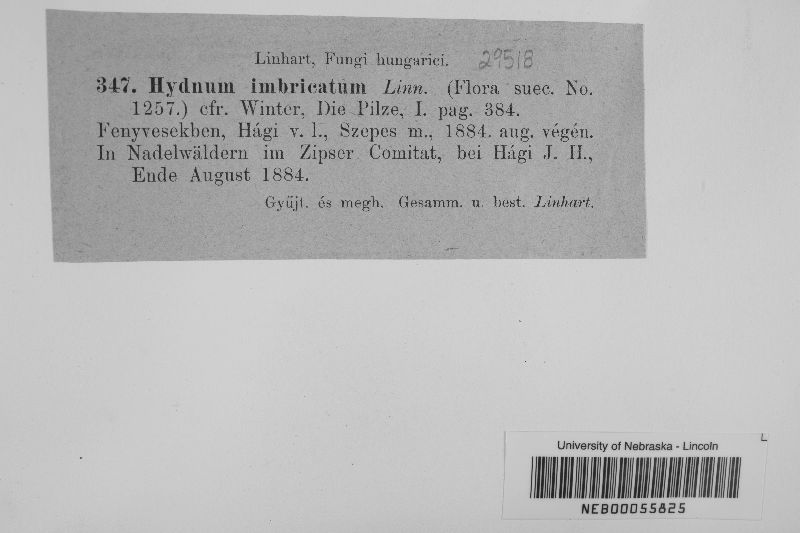 Linhart, Fungi hungarici. 29518
347. Hydnum imbricatum Linn. (Flora suec. No.
1257.) cfr. Winter, Die Pilze, I. pag. 384.
Fenyvesekben, Hági v. l., Szepes m., 1884. aug. végén.
In Nadelwäldern im Zipser Comitat, bei Hági J. H.,
Ende August 1884.
Gyüjt. és megh. Gesamm. u. best. Linhart.
L
University of Nebraska - Lincoln
NEB00055825